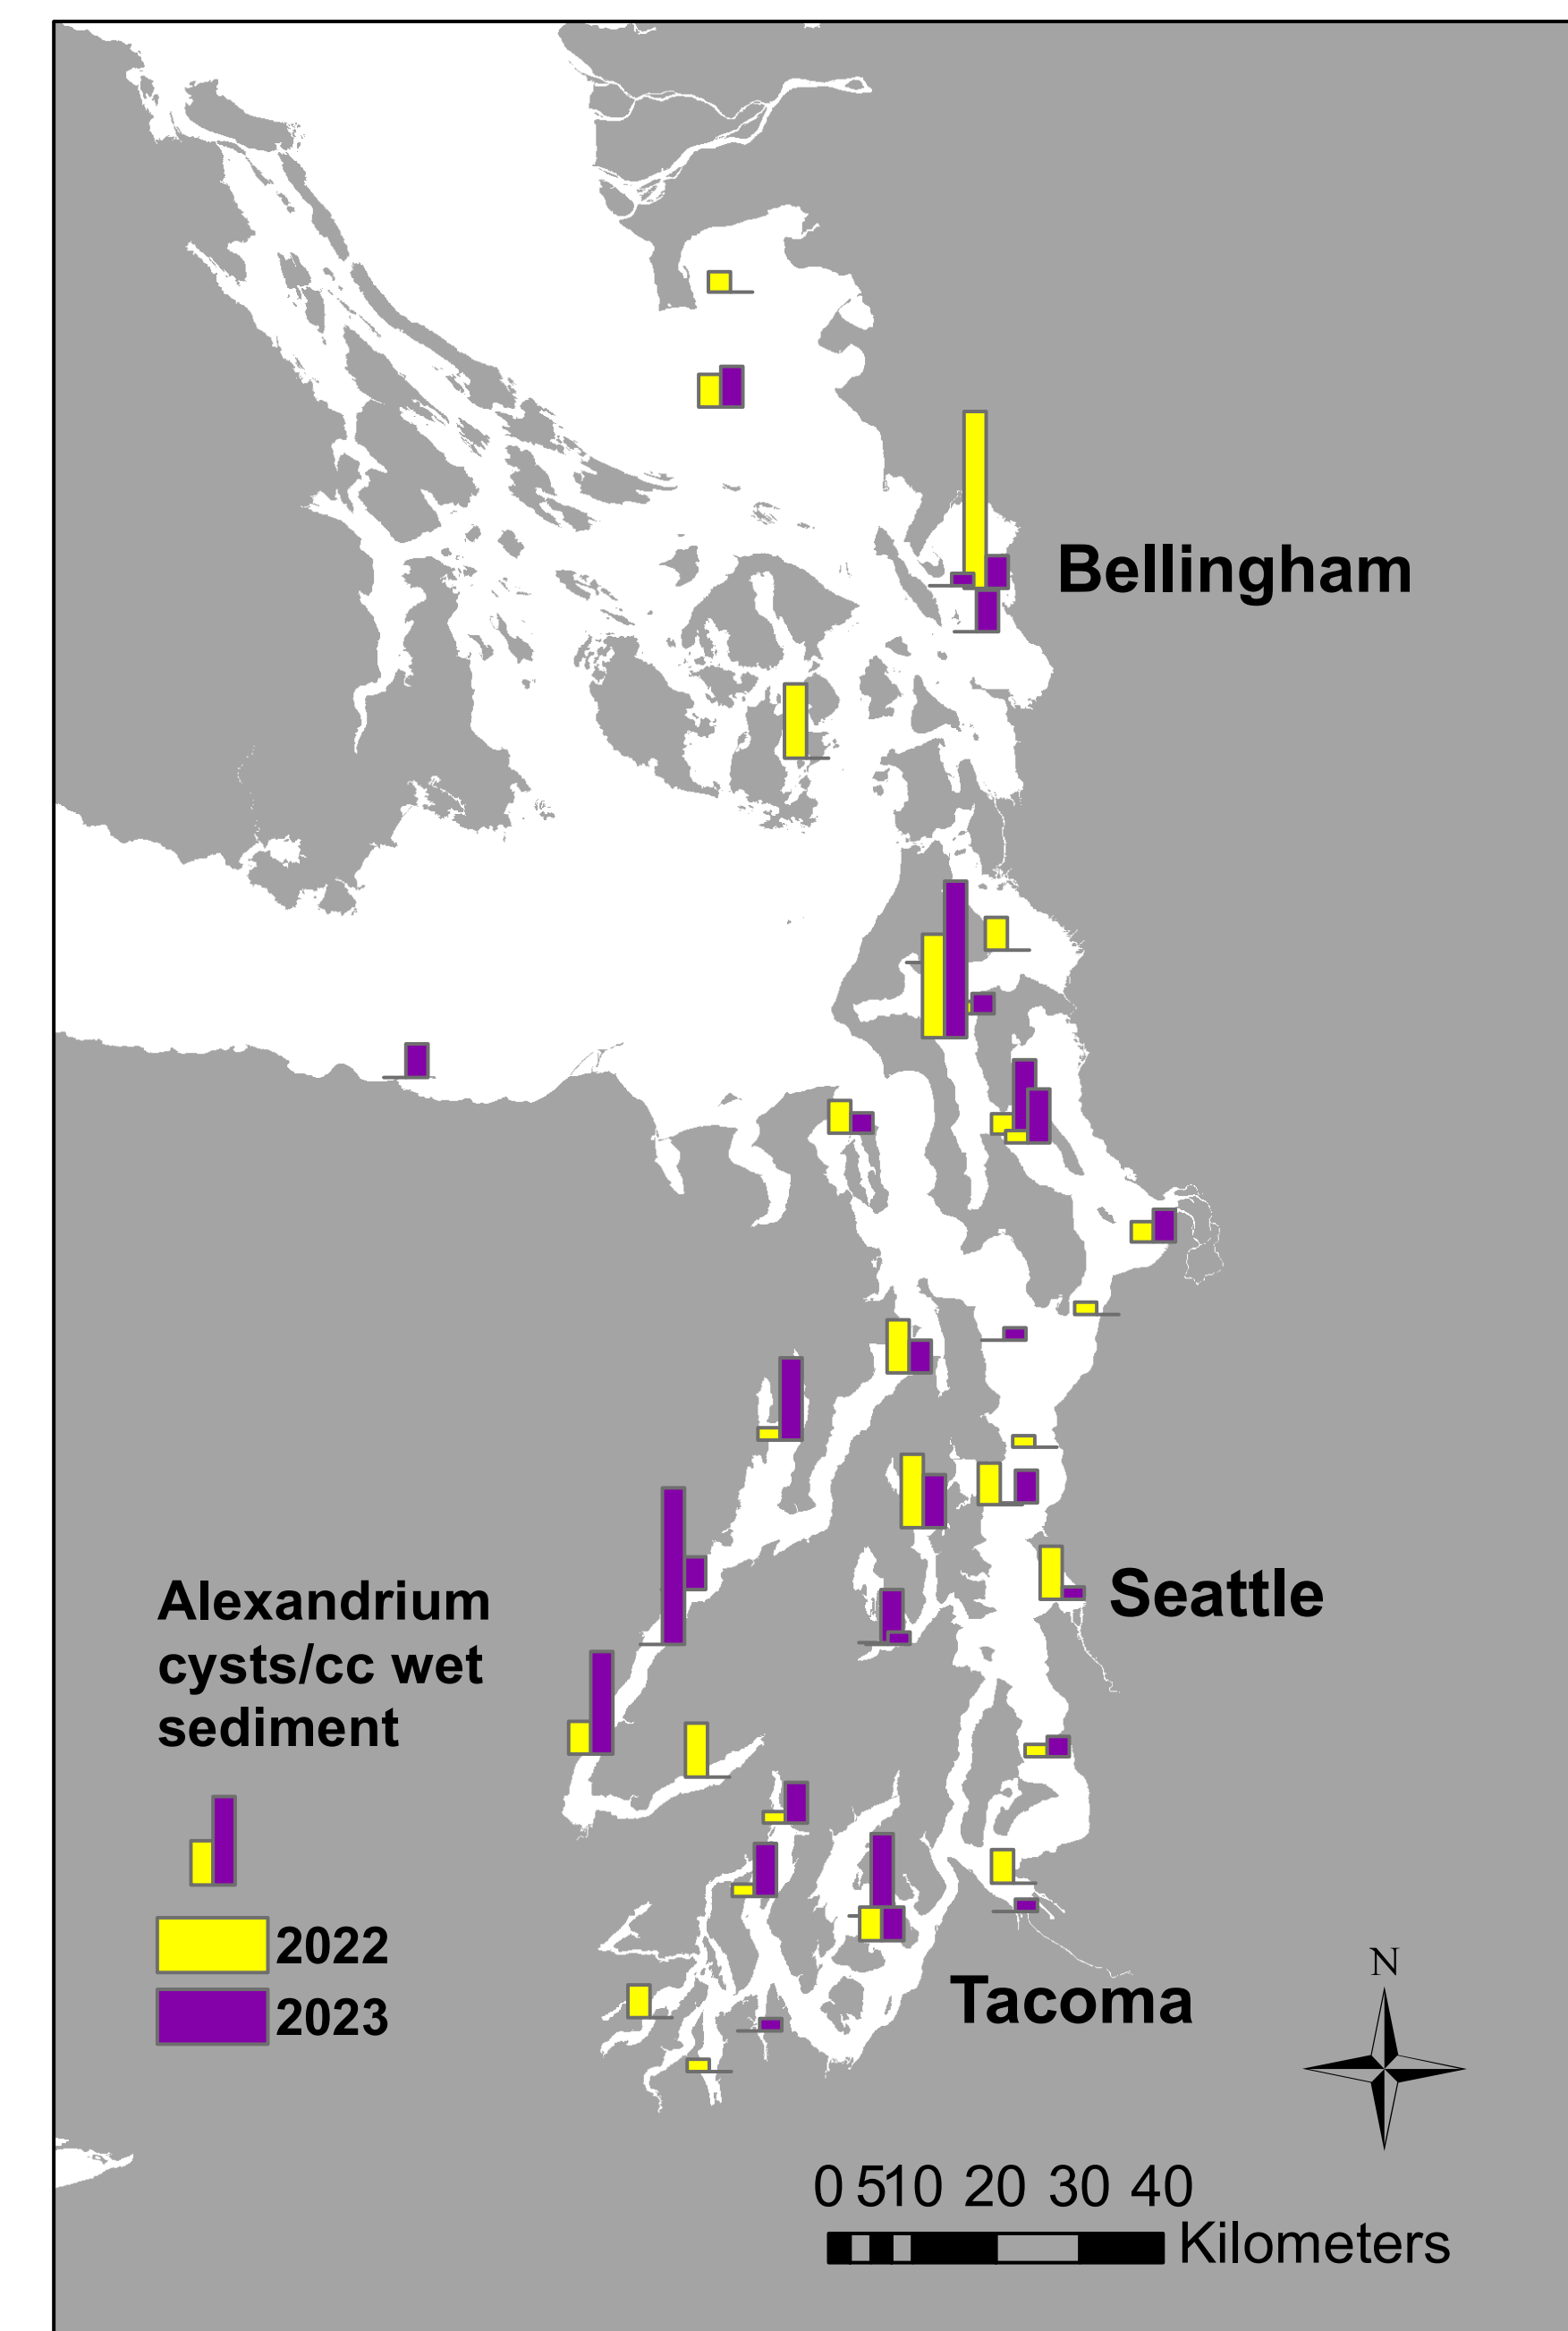 Bellingham
Seattle
Alexandrium
cysts/cc wet
sediment
2022
2023
Tacoma
N
0 510 20 30 40
Kilometers